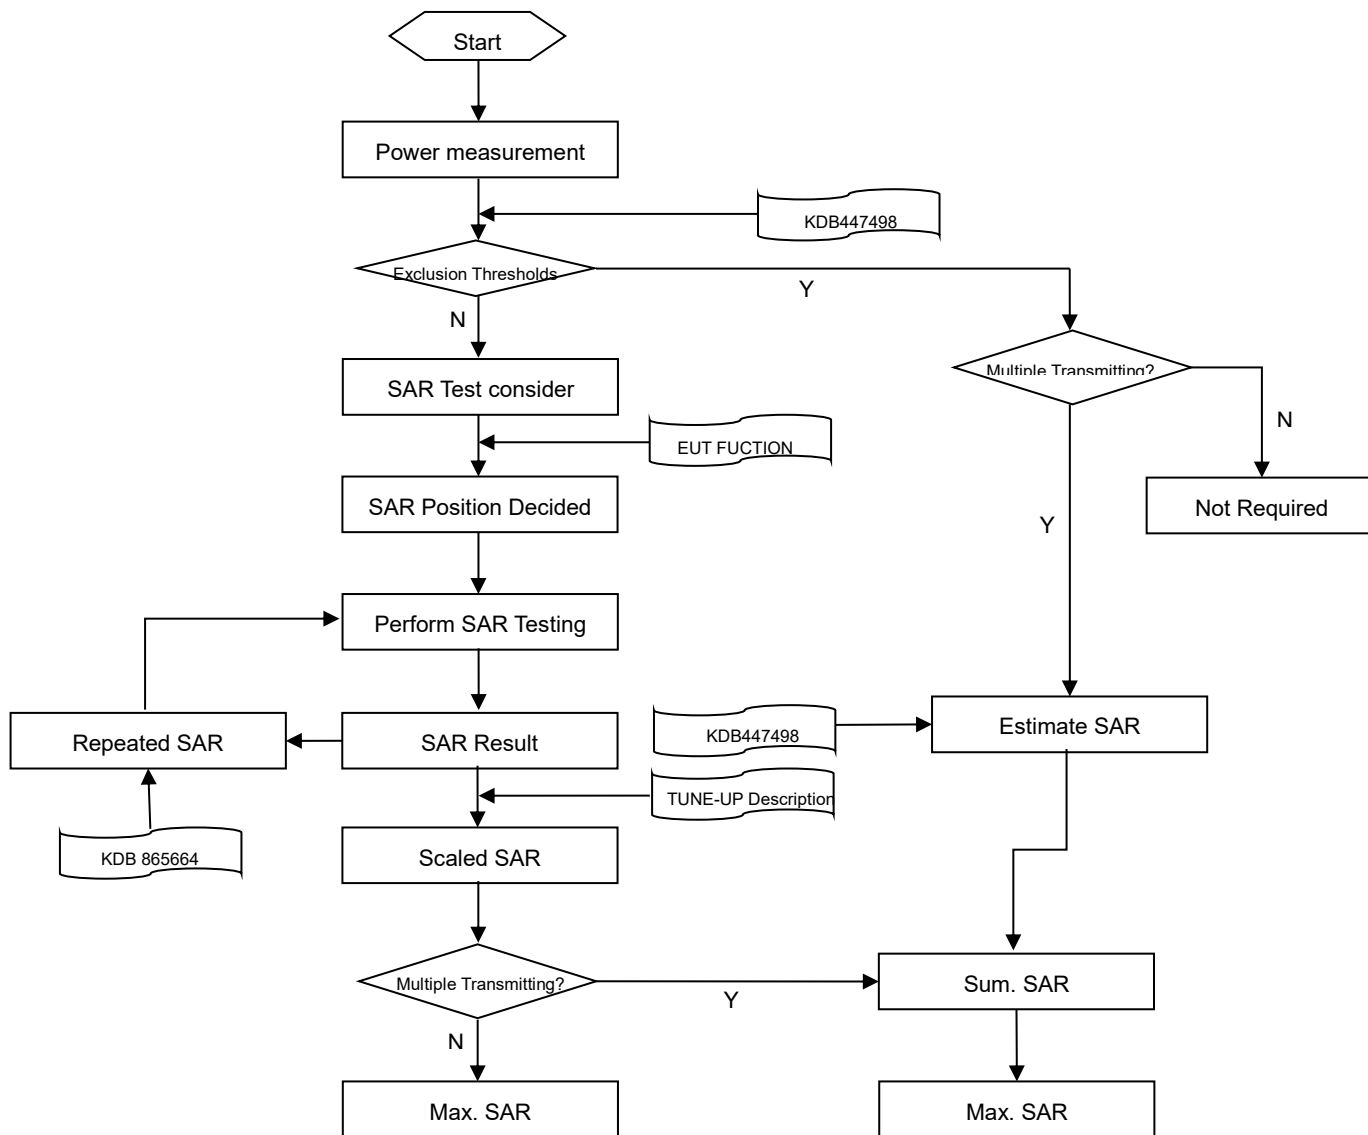 Start
Power measurement
KDB447498
Exclusion Thresholds
Y
N
Multiple Transmitting?
SAR Test consider
N
EUT FUCTION
SAR Position Decided
Not Required
Y
Perform SAR Testing
Repeated SAR
SAR Result
KDB447498
Estimate SAR
TUNE-UP Description
KDB 865664
Scaled SAR
Multiple Transmitting?
Y
Sum. SAR
N
Max. SAR
Max. SAR